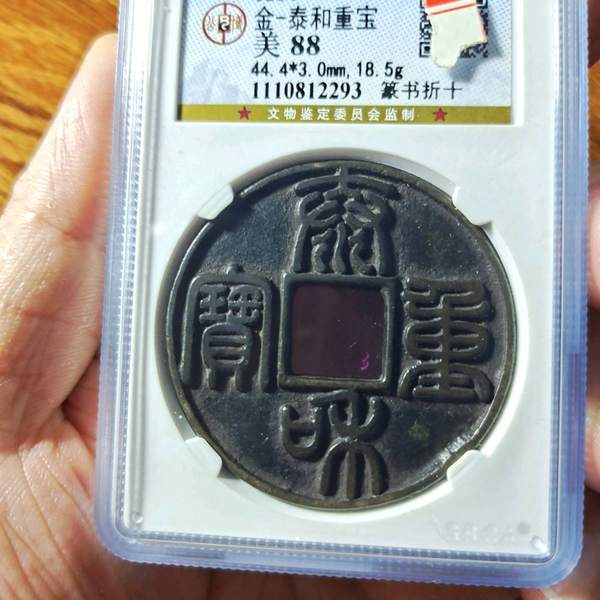 金-泰和重宝
美 88
44.4*3.0mm,18.5g
1110812293 篆书折十
★ 文物鉴定委员会监制 ★
泰和重寶